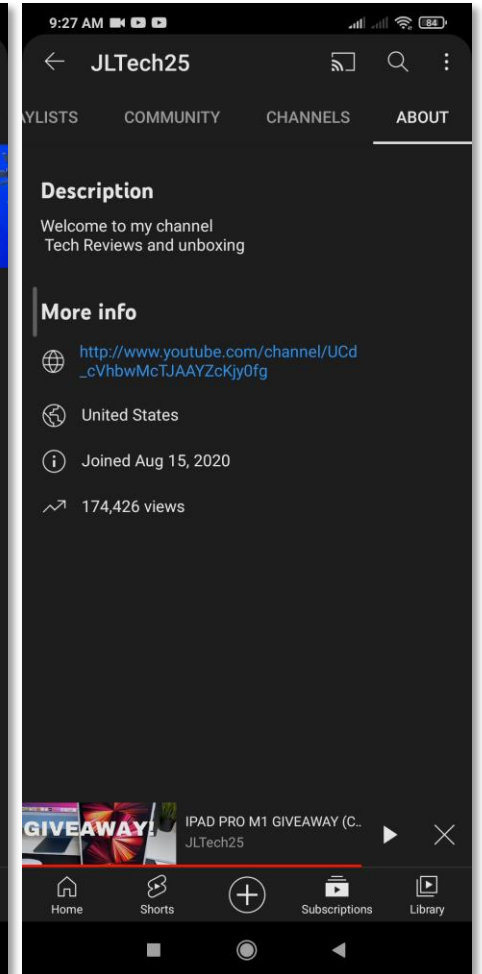 9:27 AM
84
JLTech25
YLISTS COMMUNITY CHANNELS ABOUT
Description
Welcome to my channel
Tech Reviews and unboxing
More info
http://www.youtube.com/channel/UCd
_cVhbwMcTJAAYZcKjy0fg
United States
Joined Aug 15, 2020
174,426 views
GIVEAWAY!
IPAD PRO M1 GIVEAWAY (C..
JLTech25
Home Shorts Subscriptions Library